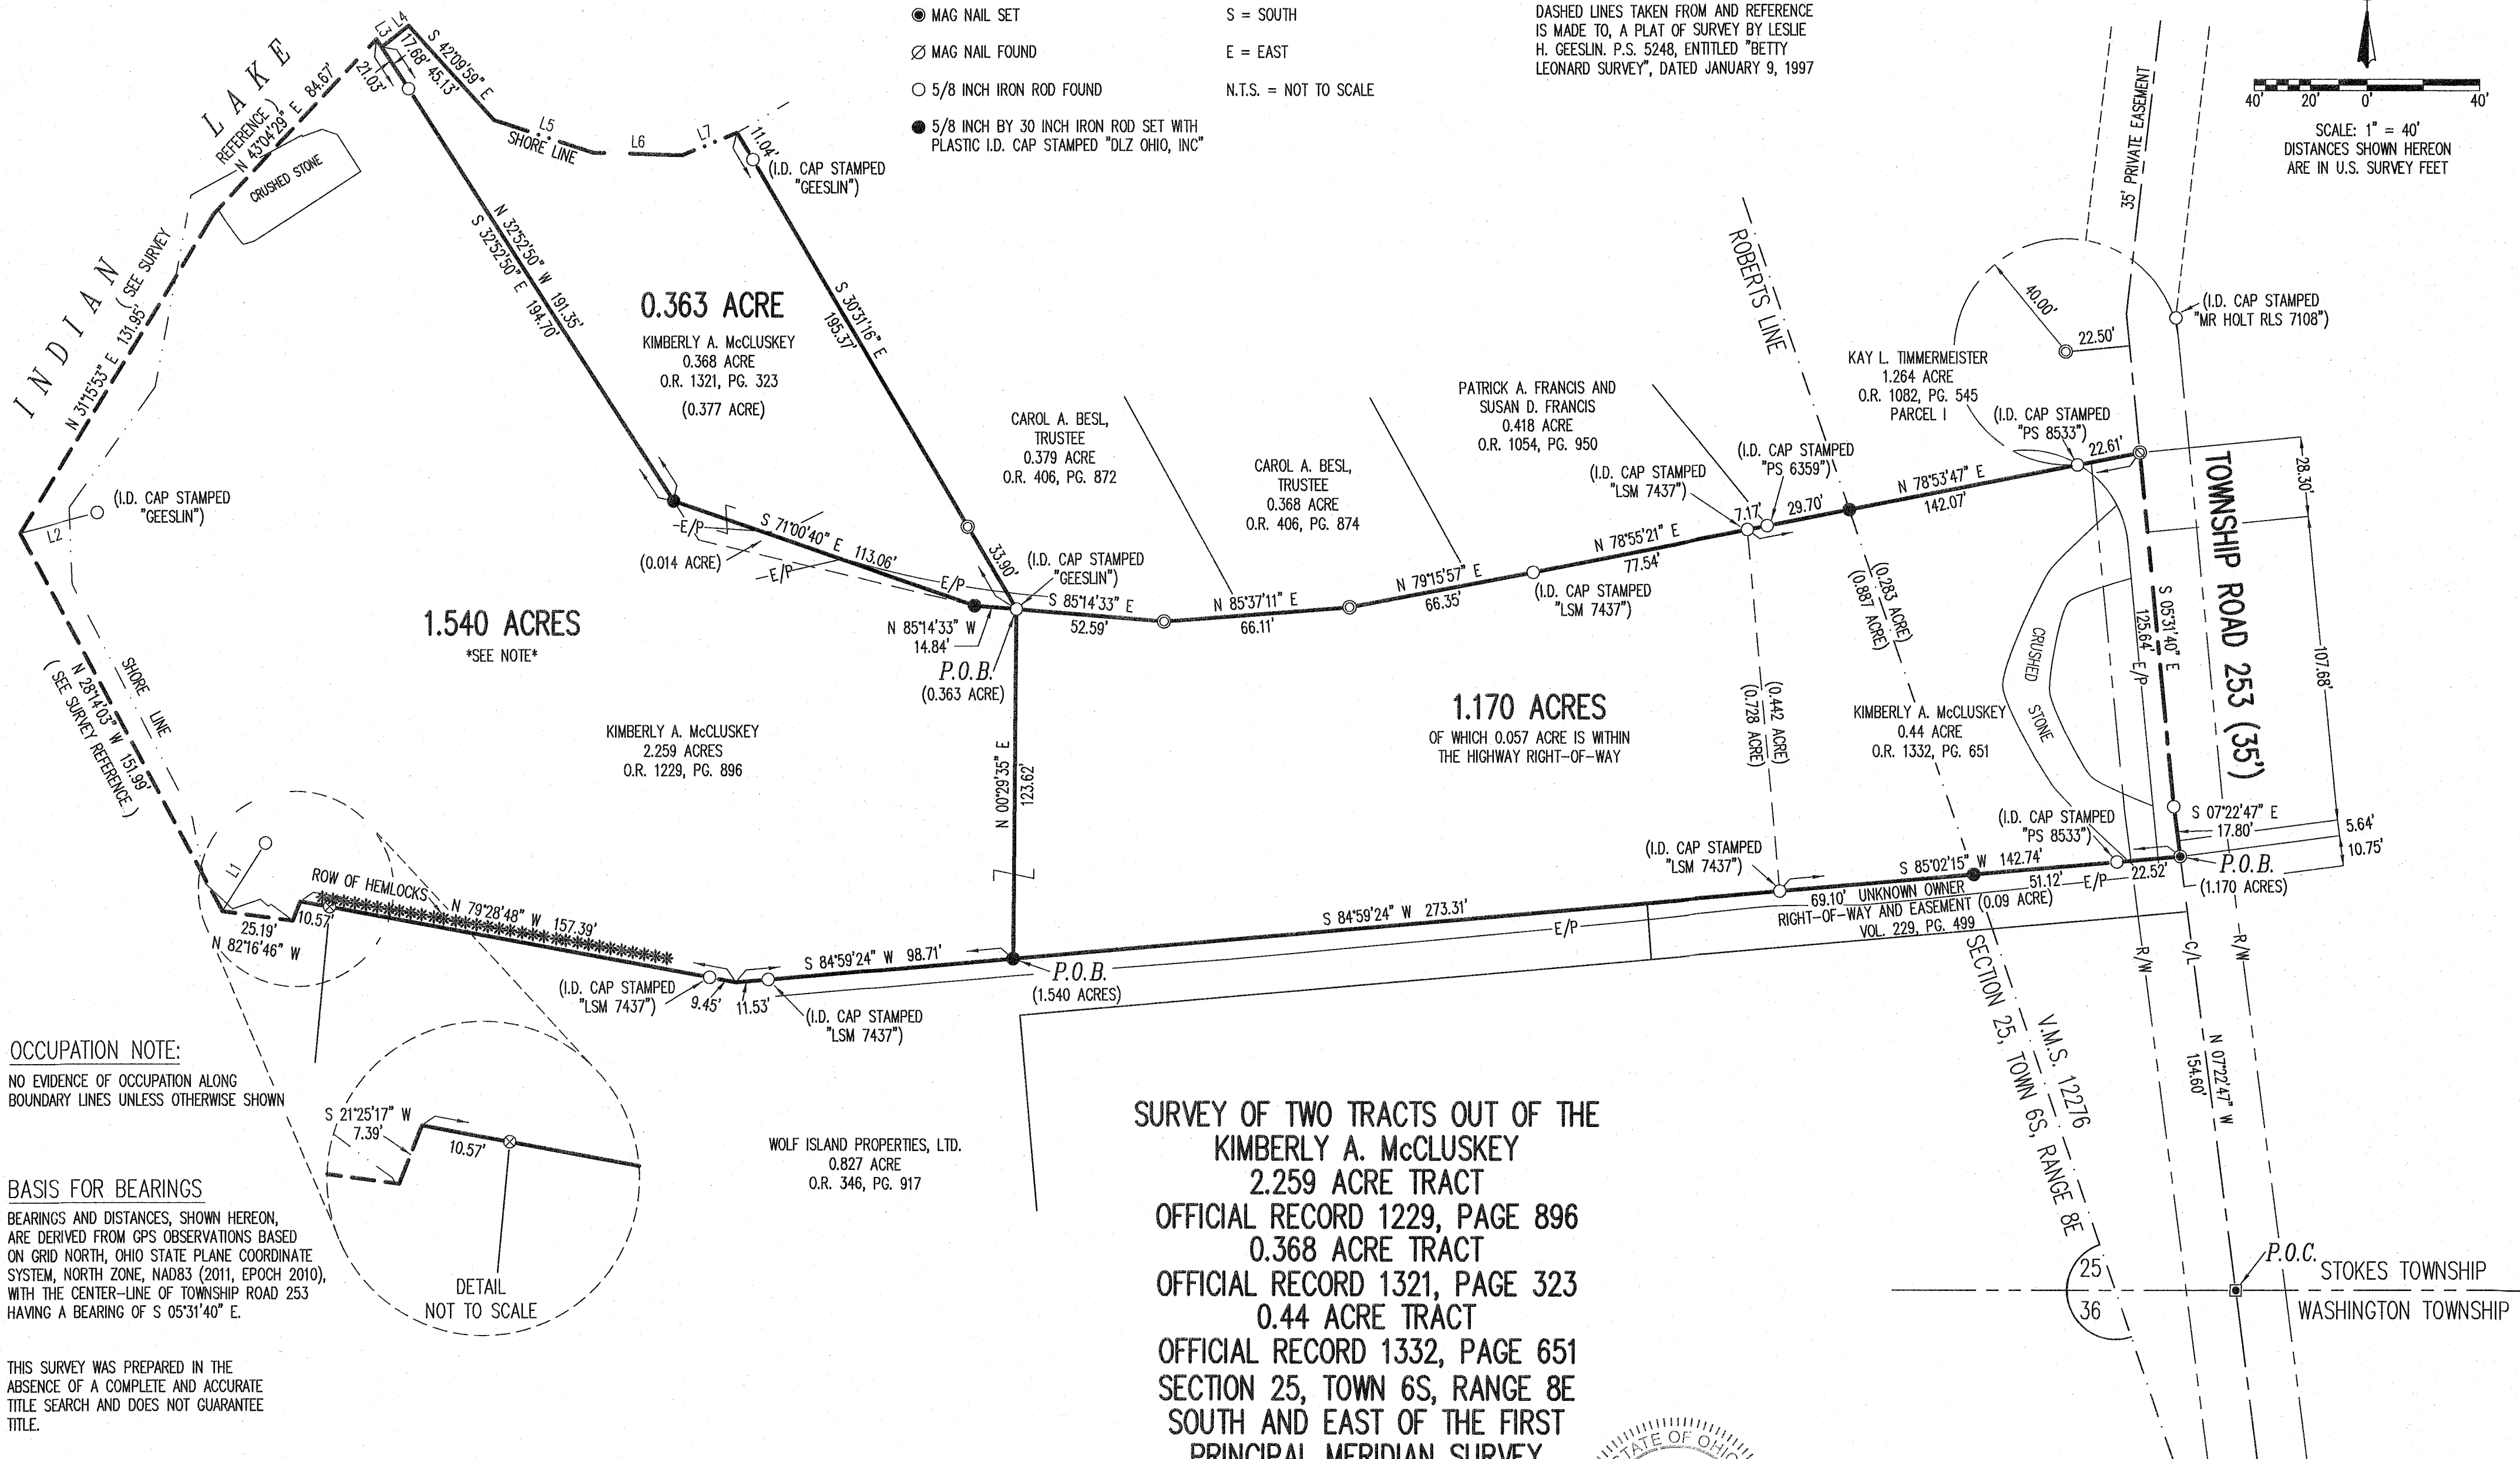 MAG NAIL SET
MAG NAIL FOUND
5/8 INCH IRON ROD FOUND
5/8 INCH BY 30 INCH IRON ROD SET WITH
PLASTIC I.D. CAP STAMPED "DLZ OHIO, INC"
S = SOUTH
E = EAST
N.T.S. = NOT TO SCALE
DASHED LINES TAKEN FROM AND REFERENCE
IS MADE TO, A PLAT OF SURVEY BY LESLIE
H. GEESLIN. P.S. 5248, ENTITLED "BETTY
LEONARD SURVEY", DATED JANUARY 9, 1997
40' 20' 0' 40'
SCALE: 1" = 40'
DISTANCES SHOWN HEREON
ARE IN U.S. SURVEY FEET
INDIAN LAKE
L3
L4
17.68'
21.03'
S 42°09'59" E
45.13'
L5
SHORE LINE
L6
L7
11.04'
(I.D. CAP STAMPED
"GEESLIN")
REFERENCE )
N 43°04'29" E 84.67'
CRUSHED STONE
( SEE SURVEY
N 31°15'53" E 131.95'
(I.D. CAP STAMPED
"GEESLIN")
L2
N 32°52'50" W 191.35'
S 32°52'50" E 194.70'
0.363 ACRE
KIMBERLY A. McCLUSKEY
0.368 ACRE
O.R. 1321, PG. 323
(0.377 ACRE)
S 30°31'16" E
195.37'
33.90'
CAROL A. BESL,
TRUSTEE
0.379 ACRE
O.R. 406, PG. 872
CAROL A. BESL,
TRUSTEE
0.368 ACRE
O.R. 406, PG. 874
PATRICK A. FRANCIS AND
SUSAN D. FRANCIS
0.418 ACRE
O.R. 1054, PG. 950
ROBERTS LINE
KAY L. TIMMERMEISTER
1.264 ACRE
O.R. 1082, PG. 545
PARCEL I
35' PRIVATE EASEMENT
40.00'
22.50'
(I.D. CAP STAMPED
"MR HOLT RLS 7108")
(I.D. CAP STAMPED
"PS 8533")
22.61'
(I.D. CAP STAMPED
"PS 6359")
(I.D. CAP STAMPED
"LSM 7437")
7.17'
29.70'
N 78°53'47" E
142.07'
N 78°55'21" E
77.54'
(I.D. CAP STAMPED
"LSM 7437")
N 79°15'57" E
66.35'
N 85°37'11" E
66.11'
S 85°14'33" E
52.59'
(I.D. CAP STAMPED
"GEESLIN")
S 71°00'40" E 113.06'
E/P
E/P
E/P
(0.014 ACRE)
N 85°14'33" W
14.84'
P.O.B.
(0.363 ACRE)
1.540 ACRES
*SEE NOTE*
KIMBERLY A. McCLUSKEY
2.259 ACRES
O.R. 1229, PG. 896
N 00°29'35" E
123.62'
1.170 ACRES
OF WHICH 0.057 ACRE IS WITHIN
THE HIGHWAY RIGHT-OF-WAY
(0.442 ACRE)
(0.728 ACRE)
(0.283 ACRE)
(0.887 ACRE)
KIMBERLY A. McCLUSKEY
0.44 ACRE
O.R. 1332, PG. 651
CRUSHED
STONE
S 05°31'40" E
125.64'
E/P
TOWNSHIP ROAD 253 (35')
28.30'
107.68'
S 07°22'47" E
17.80'
5.64'
10.75'
P.O.B.
(1.170 ACRES)
(I.D. CAP STAMPED
"PS 8533")
22.52'
(I.D. CAP STAMPED
"LSM 7437")
S 85°02'15" W 142.74'
69.10'
51.12'
E/P
UNKNOWN OWNER
RIGHT-OF-WAY AND EASEMENT (0.09 ACRE)
VOL. 229, PG. 499
S 84°59'24" W 273.31'
E/P
P.O.B.
(1.540 ACRES)
S 84°59'24" W 98.71'
(I.D. CAP STAMPED
"LSM 7437")
11.53'
9.45'
(I.D. CAP STAMPED
"LSM 7437")
N 79°28'48" W 157.39'
ROW OF HEMLOCKS
10.57'
25.19'
N 82°16'46" W
L1
SHORE LINE
N 28°14'03" W 151.99'
( SEE SURVEY REFERENCE )
OCCUPATION NOTE:
NO EVIDENCE OF OCCUPATION ALONG
BOUNDARY LINES UNLESS OTHERWISE SHOWN
S 21°25'17" W
7.39'
10.57'
DETAIL
NOT TO SCALE
BASIS FOR BEARINGS
BEARINGS AND DISTANCES, SHOWN HEREON,
ARE DERIVED FROM GPS OBSERVATIONS BASED
ON GRID NORTH, OHIO STATE PLANE COORDINATE
SYSTEM, NORTH ZONE, NAD83 (2011, EPOCH 2010),
WITH THE CENTER-LINE OF TOWNSHIP ROAD 253
HAVING A BEARING OF S 05°31'40" E.
THIS SURVEY WAS PREPARED IN THE
ABSENCE OF A COMPLETE AND ACCURATE
TITLE SEARCH AND DOES NOT GUARANTEE
TITLE.
WOLF ISLAND PROPERTIES, LTD.
0.827 ACRE
O.R. 346, PG. 917
SURVEY OF TWO TRACTS OUT OF THE
KIMBERLY A. McCLUSKEY
2.259 ACRE TRACT
OFFICIAL RECORD 1229, PAGE 896
0.368 ACRE TRACT
OFFICIAL RECORD 1321, PAGE 323
0.44 ACRE TRACT
OFFICIAL RECORD 1332, PAGE 651
SECTION 25, TOWN 6S, RANGE 8E
SOUTH AND EAST OF THE FIRST
PRINCIPAL MERIDIAN SURVEY
STATE OF OHIO
V.M.S. 12276
SECTION 25, TOWN 6S, RANGE 8E
R/W
C/L
R/W
N 07°22'47" W
154.60'
P.O.C.
25
36
STOKES TOWNSHIP
WASHINGTON TOWNSHIP